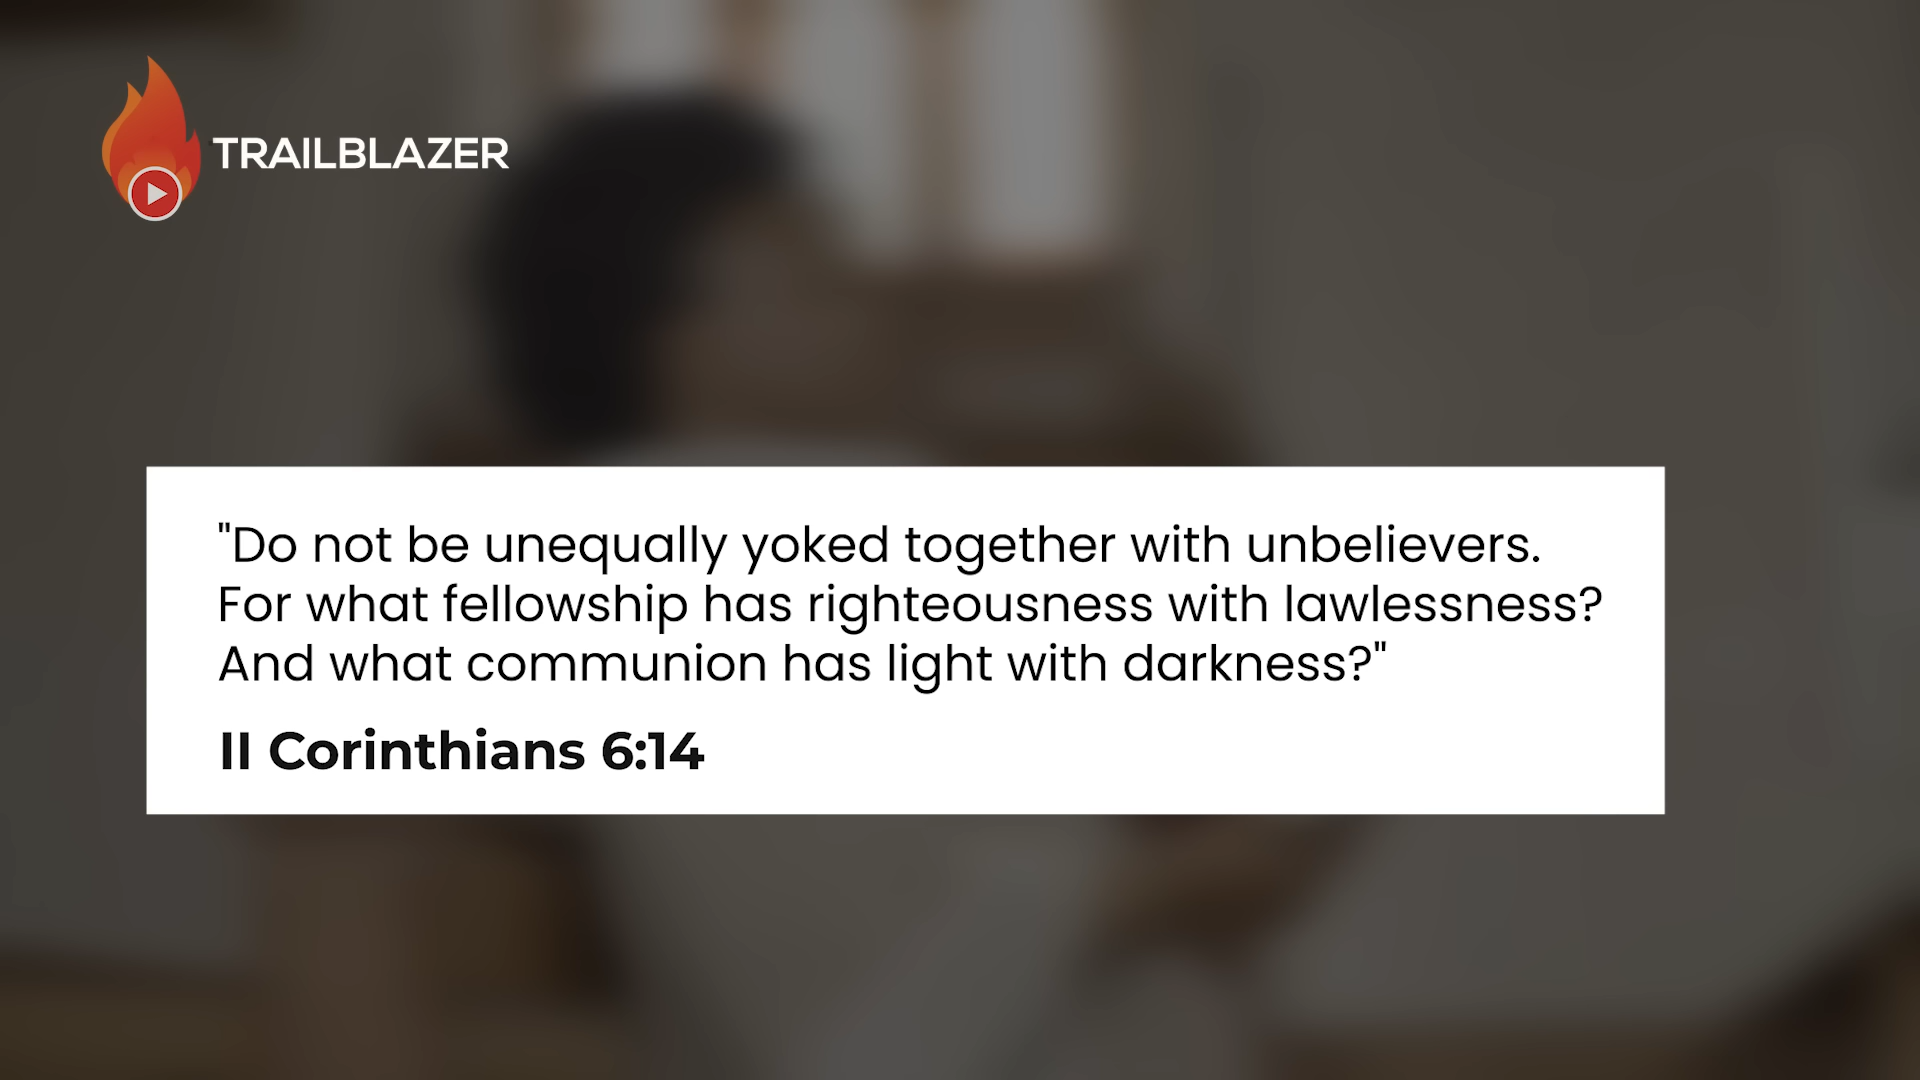 TRAILBLAZER
"Do not be unequally yoked together with unbelievers.
For what fellowship has righteousness with lawlessness?
And what communion has light with darkness?"
II Corinthians 6:14